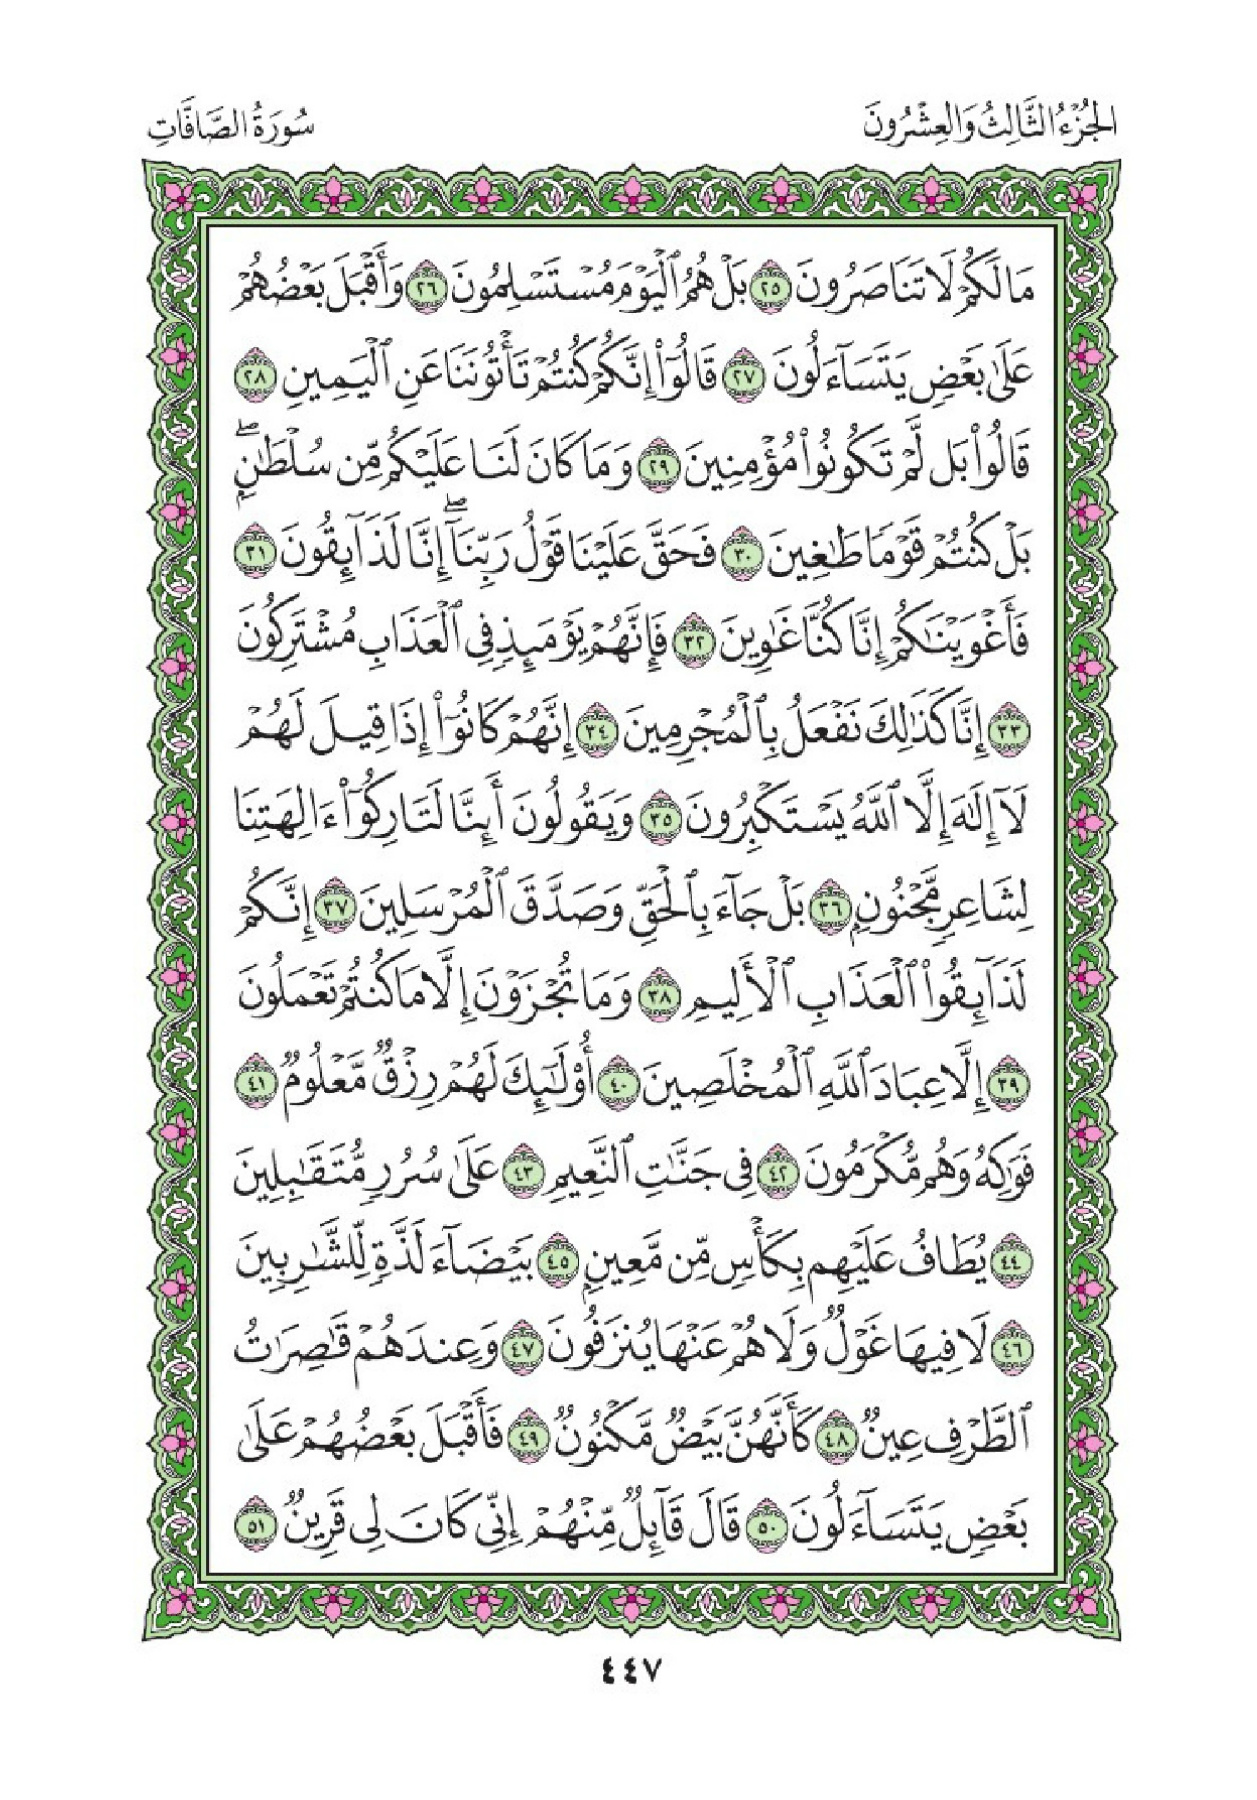 الجُزْءُ الثَّالِثُ وَالعِشْرُونَ
سُورَةُ الصَّافَّاتِ
مَا لَكُمْ لَا تَنَاصَرُونَ ٢٥ بَلْ هُمُ ٱلْيَوْمَ مُسْتَسْلِمُونَ ٢٦ وَأَقْبَلَ بَعْضُهُمْ
عَلَىٰ بَعْضٍ يَتَسَآءَلُونَ ٢٧ قَالُوٓا۟ إِنَّكُمْ كُنتُمْ تَأْتُونَنَا عَنِ ٱلْيَمِينِ ٢٨
قَالُوا۟ بَل لَّمْ تَكُونُوا۟ مُؤْمِنِينَ ٢٩ وَمَا كَانَ لَنَا عَلَيْكُم مِّن سُلْطَٰنٍۭ ۖ
بَلْ كُنتُمْ قَوْمًا طَٰغِينَ ٣٠ فَحَقَّ عَلَيْنَا قَوْلُ رَبِّنَآ ۖ إِنَّا لَذَآئِقُونَ ٣١
فَأَغْوَيْنَٰكُمْ إِنَّا كُنَّا غَٰوِينَ ٣٢ فَإِنَّهُمْ يَوْمَئِذٍ فِى ٱلْعَذَابِ مُشْتَرِكُونَ
٣٣ إِنَّا كَذَٰلِكَ نَفْعَلُ بِٱلْمُجْرِمِينَ ٣٤ إِنَّهُمْ كَانُوٓا۟ إِذَا قِيلَ لَهُمْ
لَآ إِلَٰهَ إِلَّا ٱللَّهُ يَسْتَكْبِرُونَ ٣٥ وَيَقُولُونَ أَئِنَّا لَتَارِكُوٓا۟ ءَالِهَتِنَا
لِشَاعِرٍ مَّجْنُونٍۭ ٣٦ بَلْ جَآءَ بِٱلْحَقِّ وَصَدَّقَ ٱلْمُرْسَلِينَ ٣٧ إِنَّكُمْ
لَذَآئِقُوا۟ ٱلْعَذَابِ ٱلْأَلِيمِ ٣٨ وَمَا تُجْزَوْنَ إِلَّا مَا كُنتُمْ تَعْمَلُونَ
٣٩ إِلَّا عِبَادَ ٱللَّهِ ٱلْمُخْلَصِينَ ٤٠ أُو۟لَٰٓئِكَ لَهُمْ رِزْقٌ مَّعْلُومٌ ٤١
فَوَٰكِهُ وَهُم مُّكْرَمُونَ ٤٢ فِى جَنَّٰتِ ٱلنَّعِيمِ ٤٣ عَلَىٰ سُرُرٍ مُّتَقَٰبِلِينَ
٤٤ يُطَافُ عَلَيْهِم بِكَأْسٍ مِّن مَّعِينٍۭ ٤٥ بَيْضَآءَ لَذَّةٍ لِّلشَّٰرِبِينَ
٤٦ لَا فِيهَا غَوْلٌ وَلَا هُمْ عَنْهَا يُنزَفُونَ ٤٧ وَعِندَهُمْ قَٰصِرَٰتُ
ٱلطَّرْفِ عِينٌ ٤٨ كَأَنَّهُنَّ بَيْضٌ مَّكْنُونٌ ٤٩ فَأَقْبَلَ بَعْضُهُمْ عَلَىٰ
بَعْضٍ يَتَسَآءَلُونَ ٥٠ قَالَ قَآئِلٌ مِّنْهُمْ إِنِّى كَانَ لِى قَرِينٌ ٥١
٤٤٧